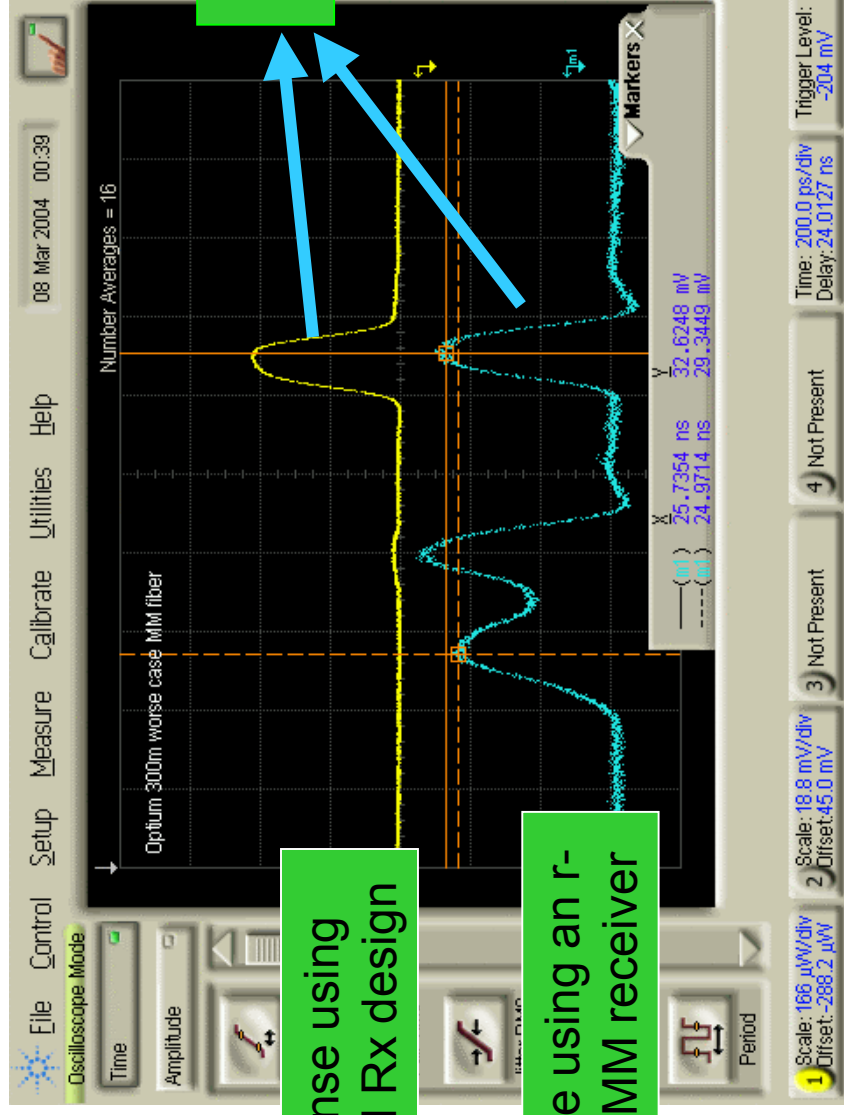 File Control Setup Measure Calibrate Utilities Help 08 Mar 2004 00:39
Oscilloscope Mode
Time
Amplitude
Period
Number Averages = 16
Optium 300m worse case MM fiber
nse using
Rx design
e using an r-
MM receiver
m1
Markers X
X Y
(m1) 25.7354 ns 32.6248 mV
(m1) 24.9714 ns 29.3449 mV
1 Scale: 166 µW/div
Offset: -288.2 µW
2 Scale: 18.8 mV/div
Offset: 45.0 mV
3 Not Present
4 Not Present
Time: 200.0 ps/div
Delay: 24.0127 ns
Trigger Level:
-204 mV